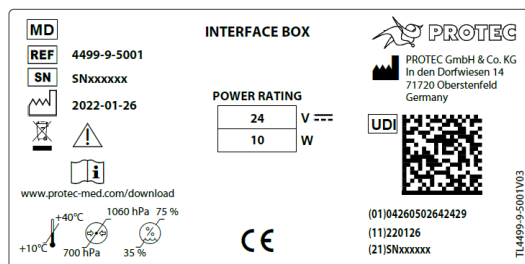 MD
INTERFACE BOX
PROTEC
REF 4499-9-5001
PROTEC GmbH & Co. KG
In den Dorfwiesen 14
71720 Oberstenfeld
Germany
SN SNxxxxxx
2022-01-26
POWER RATING
24 V
10 W
UDI
i
www.protec-med.com/download
+40°C
+10°C
1060 hPa
700 hPa
75 %
%
35 %
CE
(01)04260502642429
(11)220126
(21)SNxxxxxx
TL4499-9-5001V03